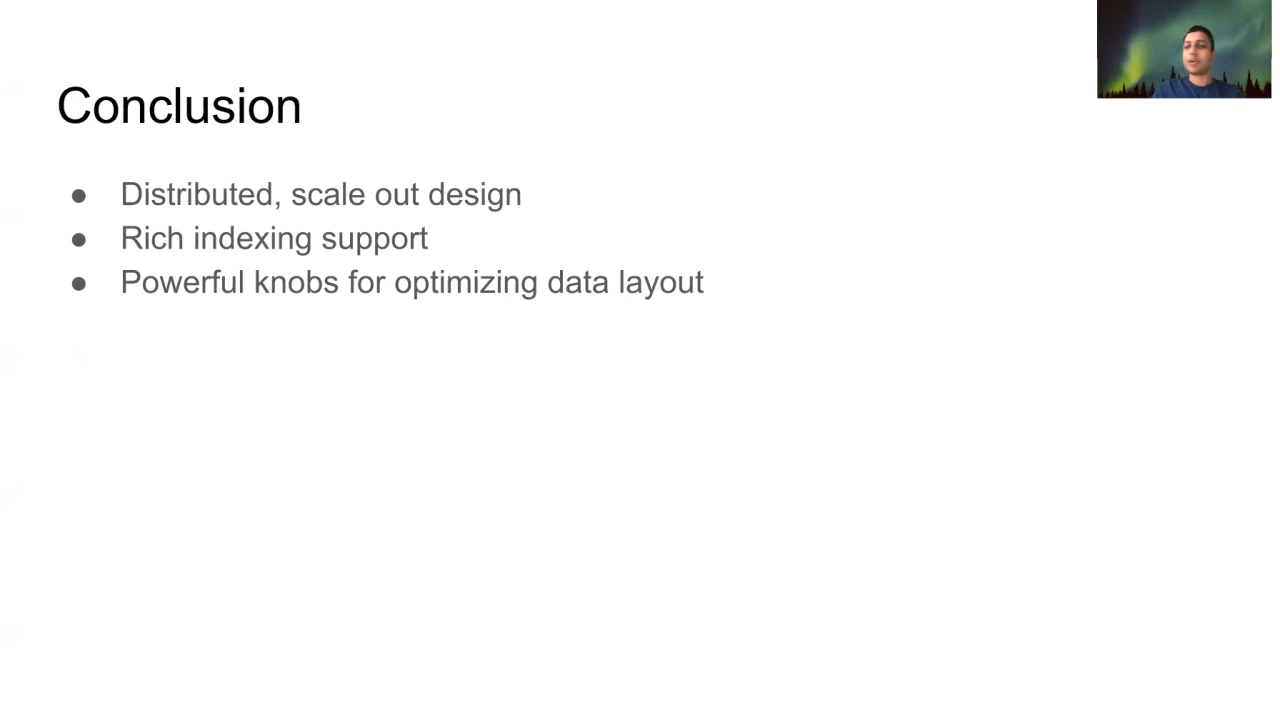 Conclusion
● Distributed, scale out design
● Rich indexing support
● Powerful knobs for optimizing data layout